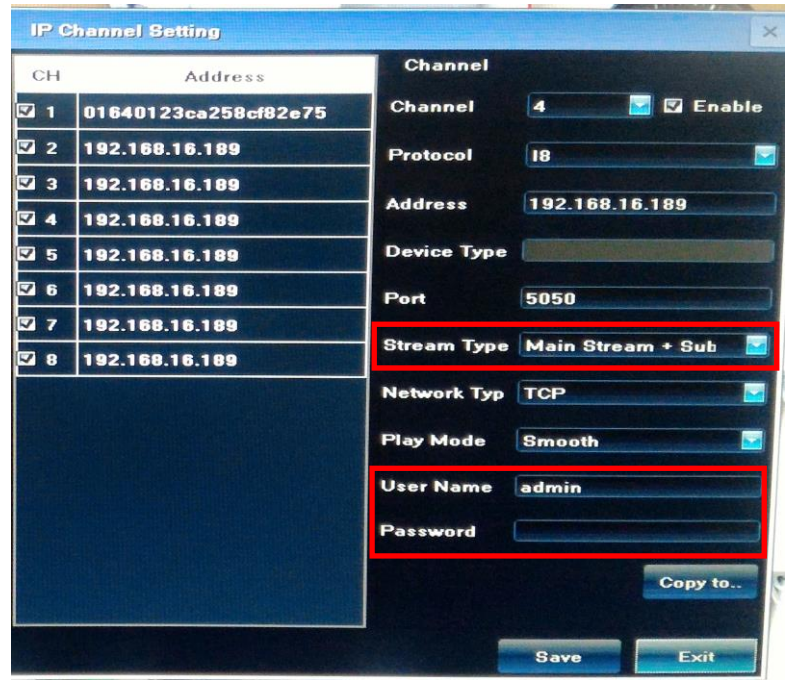 IP Channel Setting
CH Address
1 01640123ca258cf82e75
2 192.168.16.189
3 192.168.16.189
4 192.168.16.189
5 192.168.16.189
6 192.168.16.189
7 192.168.16.189
8 192.168.16.189
Channel
Channel 4 Enable
Protocol I8
Address 192.168.16.189
Device Type
Port 5050
Stream Type Main Stream + Sub
Network Typ TCP
Play Mode Smooth
User Name admin
Password
Copy to..
Save Exit